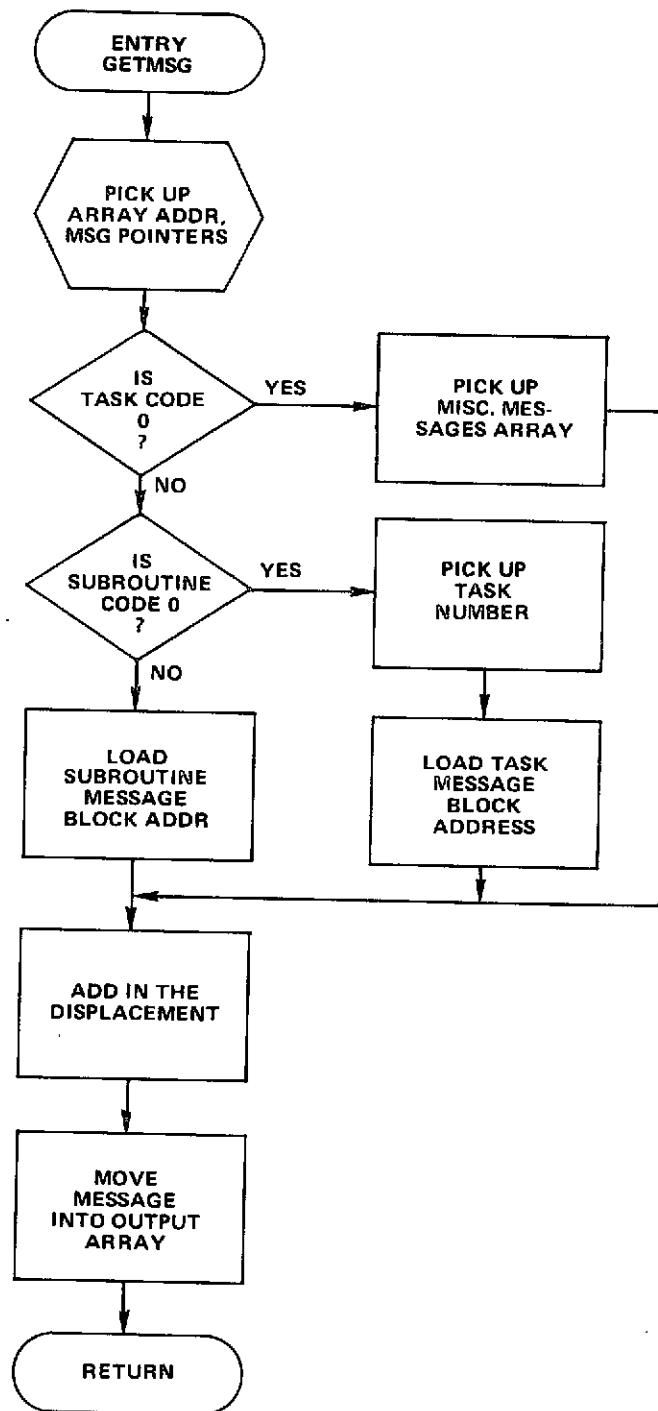 ENTRY
GETMSG
PICK UP
ARRAY ADDR,
MSG POINTERS
IS
TASK CODE
0
?
YES
PICK UP
MISC. MES-
SAGES ARRAY
NO
IS
SUBROUTINE
CODE 0
?
YES
PICK UP
TASK
NUMBER
NO
LOAD
SUBROUTINE
MESSAGE
BLOCK ADDR
LOAD TASK
MESSAGE
BLOCK
ADDRESS
ADD IN THE
DISPLACEMENT
MOVE
MESSAGE
INTO OUTPUT
ARRAY
RETURN